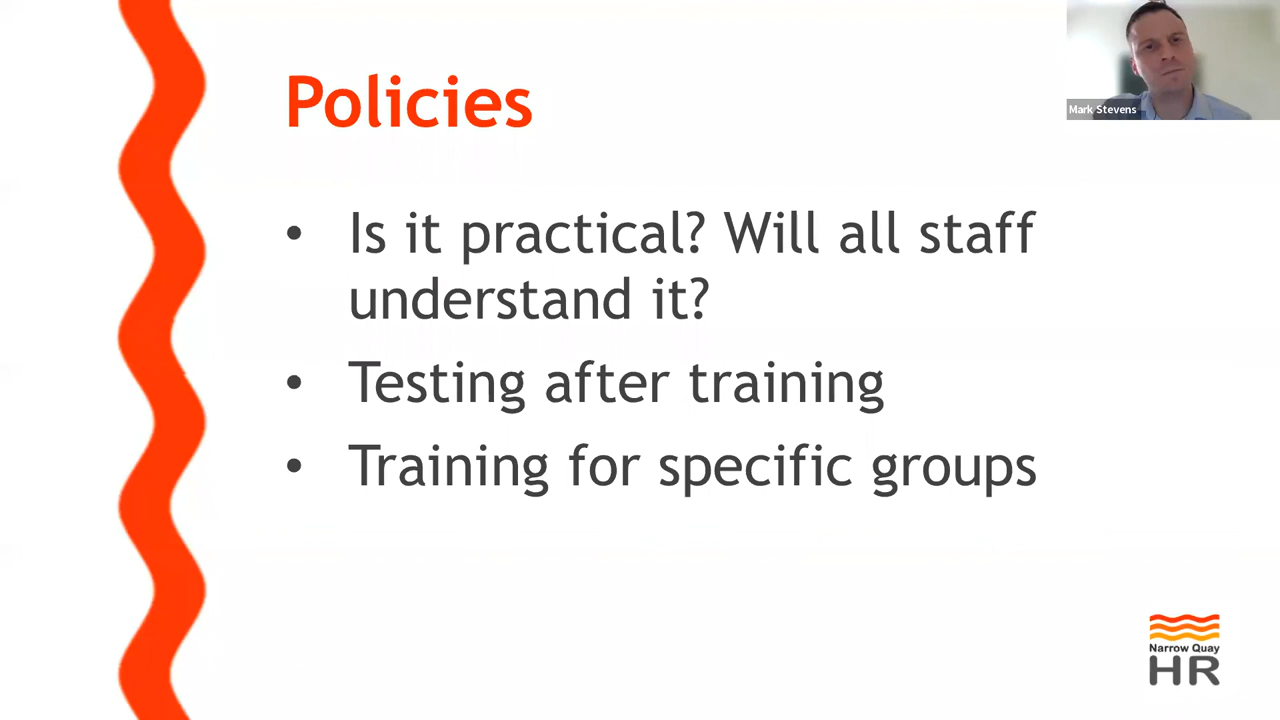 Policies
Mark Stevens
• Is it practical? Will all staff
understand it?
• Testing after training
• Training for specific groups
Narrow Quay
HR